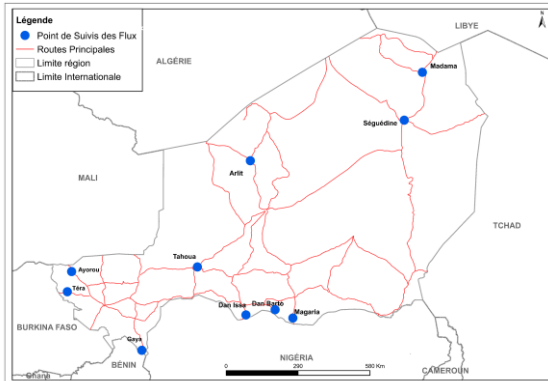 Légende
Point de Suivis des Flux
Routes Principales
Limite région
Limite Internationale
LIBYE
ALGÉRIE
Madama
Séguédine
Arlit
MALI
TCHAD
Tahoua
Ayorou
Téra
Dan Issa
Dan Barto
Magaria
BURKINA FASO
Gaya
NIGÉRIA
BÉNIN
CAMEROUN
Ghana
0 290 580 Km